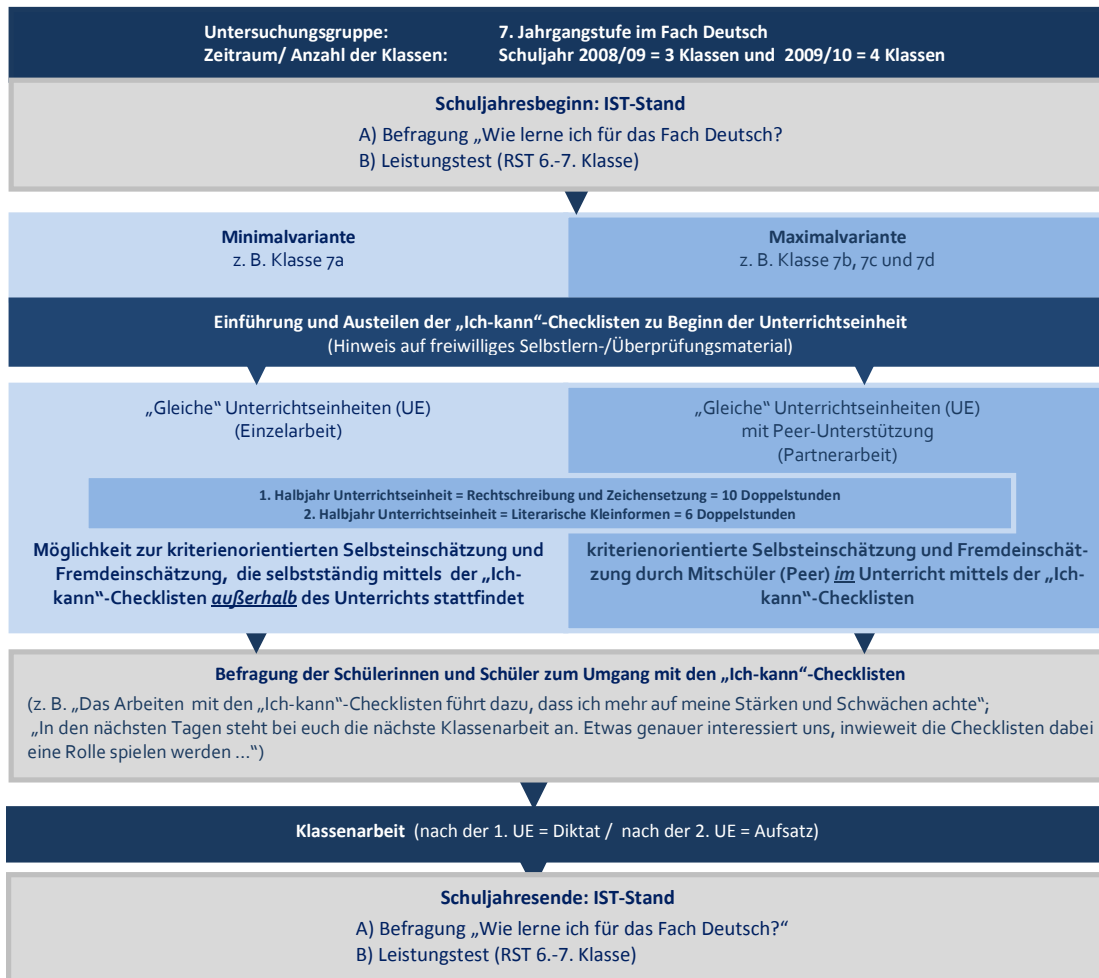 Untersuchungsgruppe: 7. Jahrgangstufe im Fach Deutsch
Zeitraum/ Anzahl der Klassen: Schuljahr 2008/09 = 3 Klassen und 2009/10 = 4 Klassen
Schuljahresbeginn: IST-Stand
A) Befragung „Wie lerne ich für das Fach Deutsch?
B) Leistungstest (RST 6.-7. Klasse)
Minimalvariante
z. B. Klasse 7a
Maximalvariante
z. B. Klasse 7b, 7c und 7d
Einführung und Austeilen der „Ich-kann“-Checklisten zu Beginn der Unterrichtseinheit
(Hinweis auf freiwilliges Selbstlern-/Überprüfungsmaterial)
„Gleiche“ Unterrichtseinheiten (UE)
(Einzelarbeit)
„Gleiche“ Unterrichtseinheiten (UE)
mit Peer-Unterstützung
(Partnerarbeit)
1. Halbjahr Unterrichtseinheit = Rechtschreibung und Zeichensetzung = 10 Doppelstunden
2. Halbjahr Unterrichtseinheit = Literarische Kleinformen = 6 Doppelstunden
Möglichkeit zur kriterienorientierten Selbsteinschätzung und
Fremdeinschätzung, die selbstständig mittels der „Ich-
kann“-Checklisten außerhalb des Unterrichts stattfindet
kriterienorientierte Selbsteinschätzung und Fremdeinschät-
zung durch Mitschüler (Peer) im Unterricht mittels der „Ich-
kann“-Checklisten
Befragung der Schülerinnen und Schüler zum Umgang mit den „Ich-kann“-Checklisten
(z. B. „Das Arbeiten mit den „Ich-kann“-Checklisten führt dazu, dass ich mehr auf meine Stärken und Schwächen achte“;
„In den nächsten Tagen steht bei euch die nächste Klassenarbeit an. Etwas genauer interessiert uns, inwieweit die Checklisten dabei
eine Rolle spielen werden ...“)
Klassenarbeit (nach der 1. UE = Diktat / nach der 2. UE = Aufsatz)
Schuljahresende: IST-Stand
A) Befragung „Wie lerne ich für das Fach Deutsch?“
B) Leistungstest (RST 6.-7. Klasse)